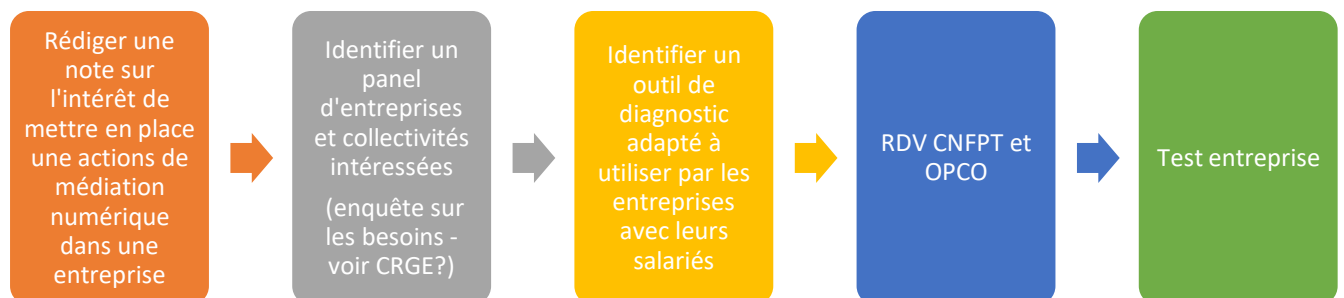 Rédiger une
note sur
l'intérêt de
mettre en place
une actions de
médiation
numérique
dans une
entreprise
Identifier un
panel
d'entreprises
et collectivités
intéressées
(enquête sur
les besoins -
voir CRGE?)
Identifier un
outil de
diagnostic
adapté à
utiliser par les
entreprises
avec leurs
salariés
RDV CNFPT et
OPCO
Test entreprise